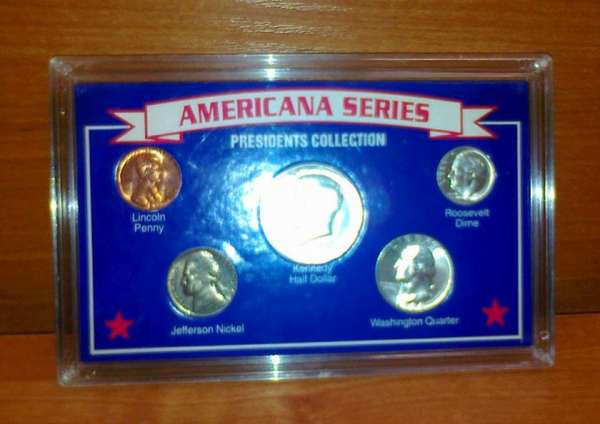 AMERICANA SERIES
PRESIDENTS COLLECTION
Lincoln
Penny
Roosevelt
Dime
Kennedy
Half Dollar
Jefferson Nickel
Washington Quarter